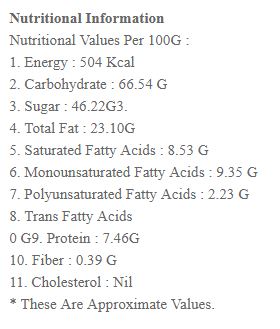 Nutritional Information
Nutritional Values Per 100G :
1. Energy : 504 Kcal
2. Carbohydrate : 66.54 G
3. Sugar : 46.22G3.
4. Total Fat : 23.10G
5. Saturated Fatty Acids : 8.53 G
6. Monounsaturated Fatty Acids : 9.35 G
7. Polyunsaturated Fatty Acids : 2.23 G
8. Trans Fatty Acids
0 G9. Protein : 7.46G
10. Fiber : 0.39 G
11. Cholesterol : Nil
* These Are Approximate Values.